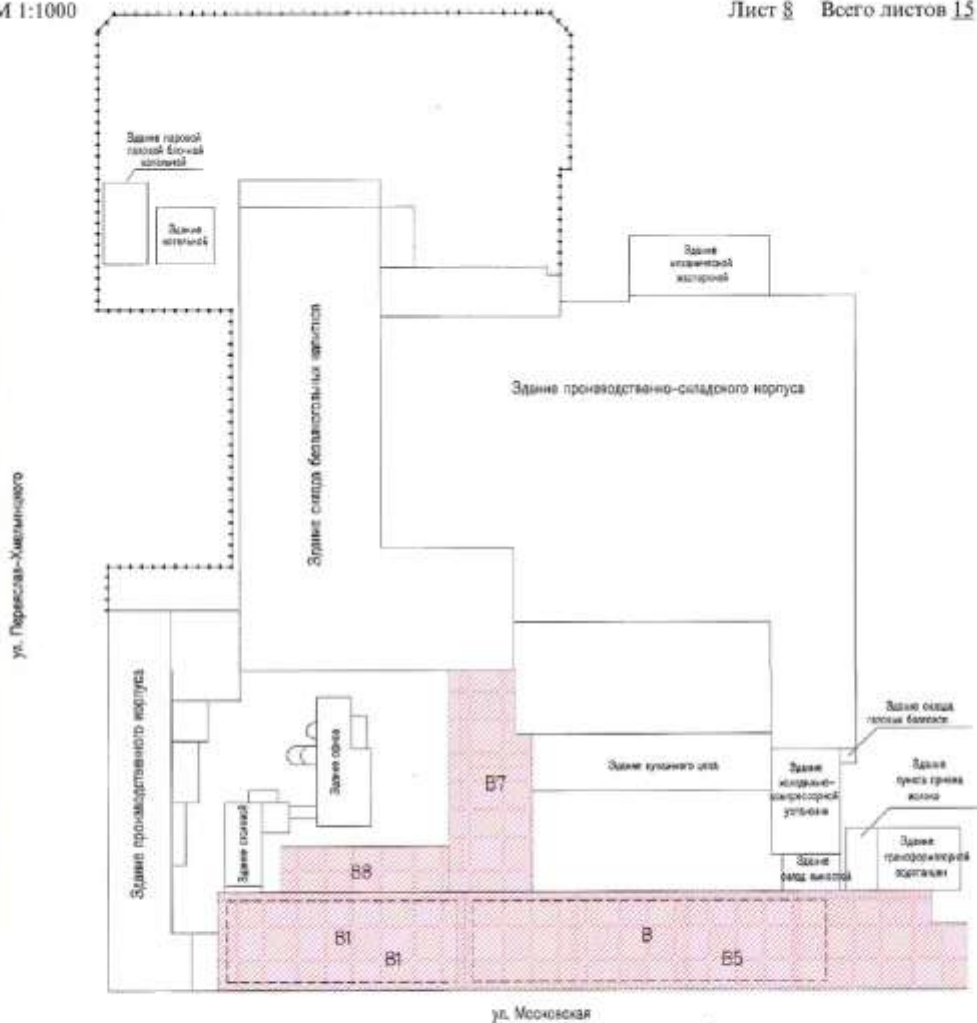 М 1:1000
Лист 8 Всего листов 15
Здание паровой
газовой блочной
котельной
Здание
котельной
Здание
механической
мастерской
Здание склада безалкогольных напитков
Здание производственно-складского корпуса
ул. Переяслав-Хмельницкого
Здание производственного корпуса
Здание склада
газовых баллонов
Здание
пункта приема
молока
Здание офиса
В7
Здание купажного цеха
Здание
холодильно-
компрессорной
установки
Здание столовой
В8
Здание
склад
Здание
трансформаторной
подстанции
В1
В1
В
В5
ул. Московская